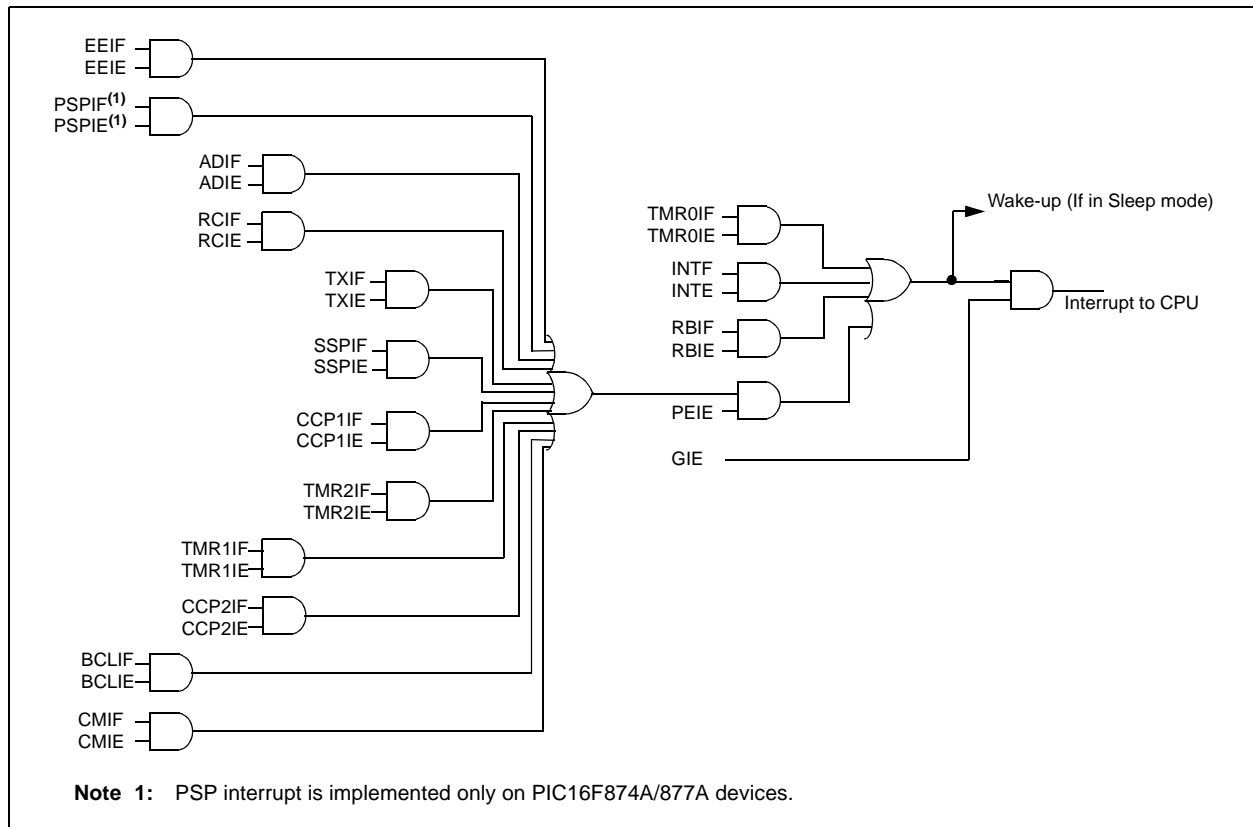 EEIF
EEIE
PSPIF(1)
PSPIE(1)
ADIF
ADIE
RCIF
RCIE
TXIF
TXIE
SSPIF
SSPIE
CCP1IF
CCP1IE
TMR2IF
TMR2IE
TMR1IF
TMR1IE
CCP2IF
CCP2IE
BCLIF
BCLIE
CMIF
CMIE
TMR0IF
TMR0IE
INTF
INTE
RBIF
RBIE
PEIE
GIE
Wake-up (If in Sleep mode)
Interrupt to CPU
Note 1: PSP interrupt is implemented only on PIC16F874A/877A devices.